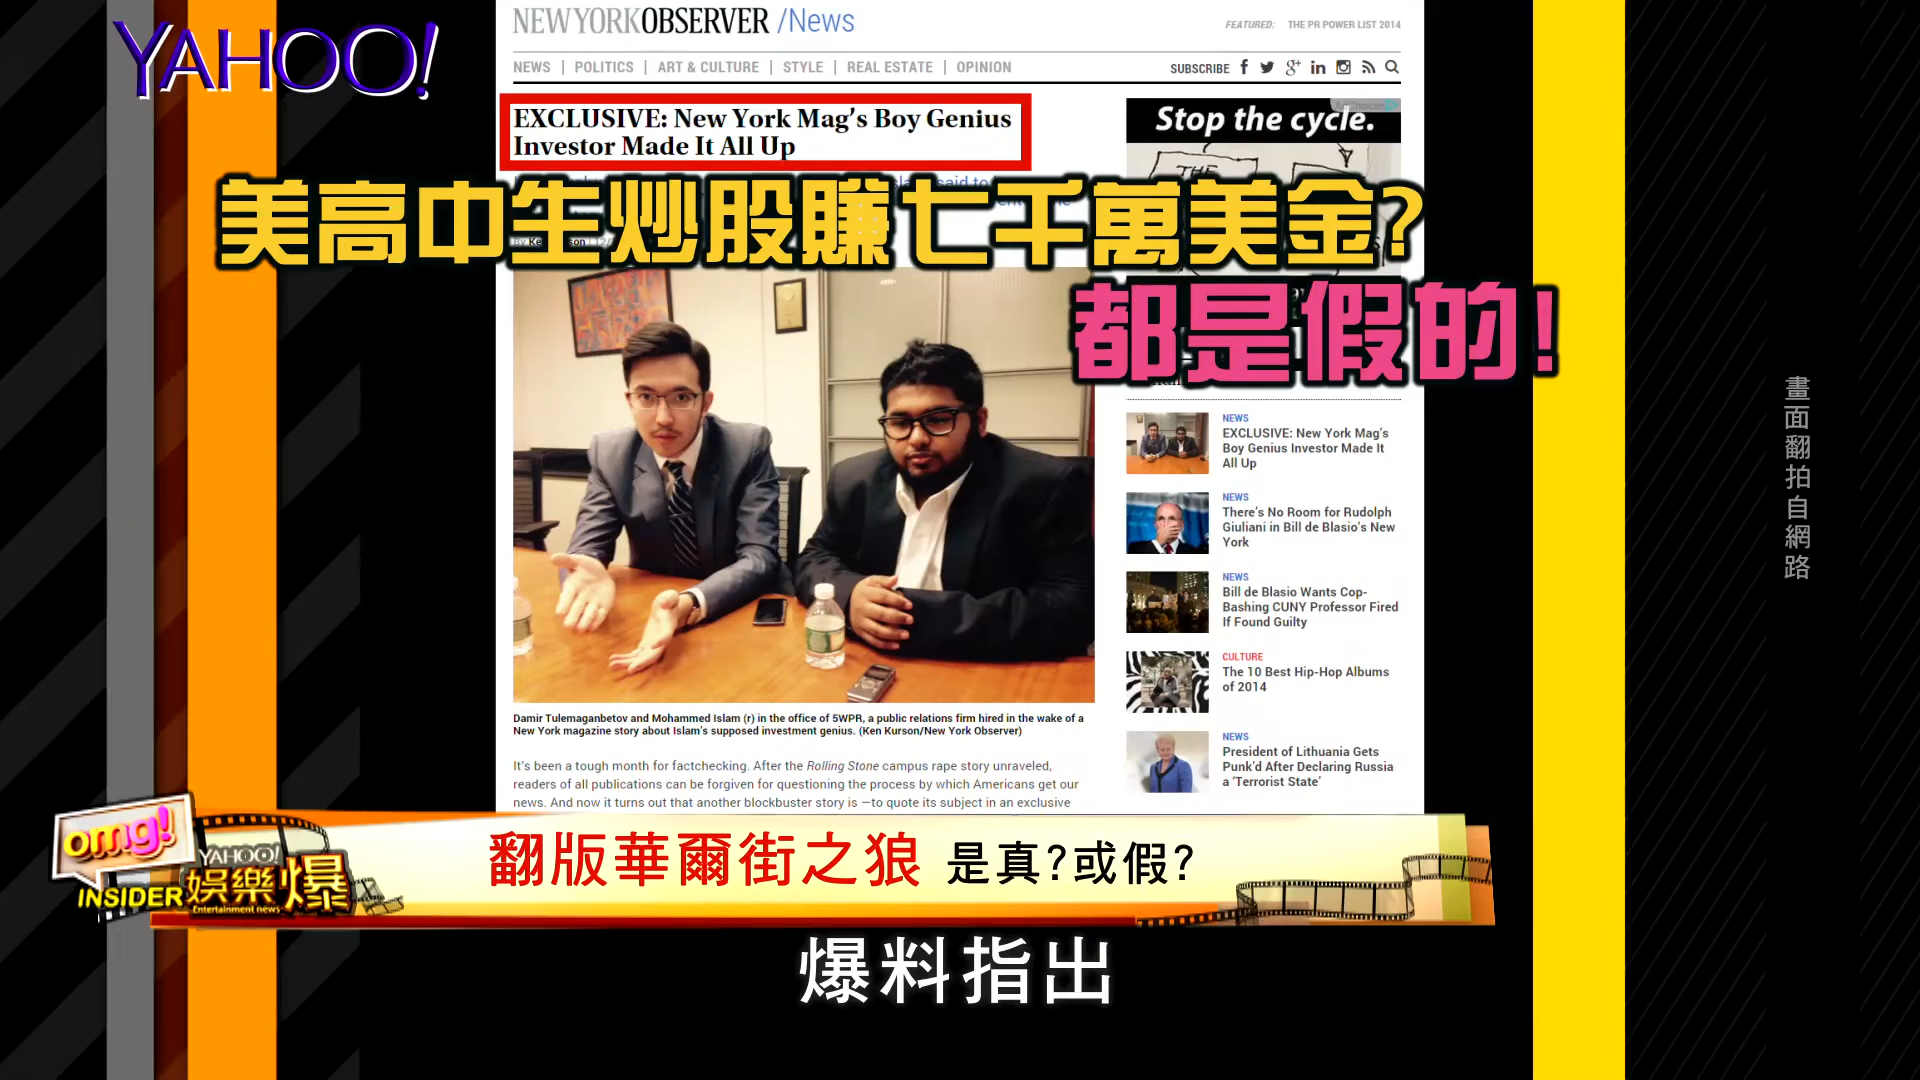 YAHOO!
NEW YORK OBSERVER /News
FEATURED: THE PR POWER LIST 2014
NEWS | POLITICS | ART & CULTURE | STYLE | REAL ESTATE | OPINION
SUBSCRIBE
EXCLUSIVE: New York Mag's Boy Genius
Investor Made It All Up
Stop the cycle.
THE
said to
美高中生炒股賺七千萬美金?
都是假的!
畫面翻拍自網路
NEWS
EXCLUSIVE: New York Mag's
Boy Genius Investor Made It
All Up
NEWS
There's No Room for Rudolph
Giuliani in Bill de Blasio's New
York
NEWS
Bill de Blasio Wants Cop-
Bashing CUNY Professor Fired
If Found Guilty
CULTURE
The 10 Best Hip-Hop Albums
of 2014
NEWS
President of Lithuania Gets
Punk'd After Declaring Russia
a 'Terrorist State'
Damir Tulemaganbetov and Mohammed Islam (r) in the office of 5WPR, a public relations firm hired in the wake of a
New York magazine story about Islam's supposed investment genius. (Ken Kurson/New York Observer)
It's been a tough month for factchecking. After the Rolling Stone campus rape story unraveled,
readers of all publications can be forgiven for questioning the process by which Americans get our
news. And now it turns out that another blockbuster story is —to quote its subject in an exclusive
omg!
INSIDER
YAHOO!
娛樂爆
Entertainment news
翻版華爾街之狼 是真?或假?
爆料指出